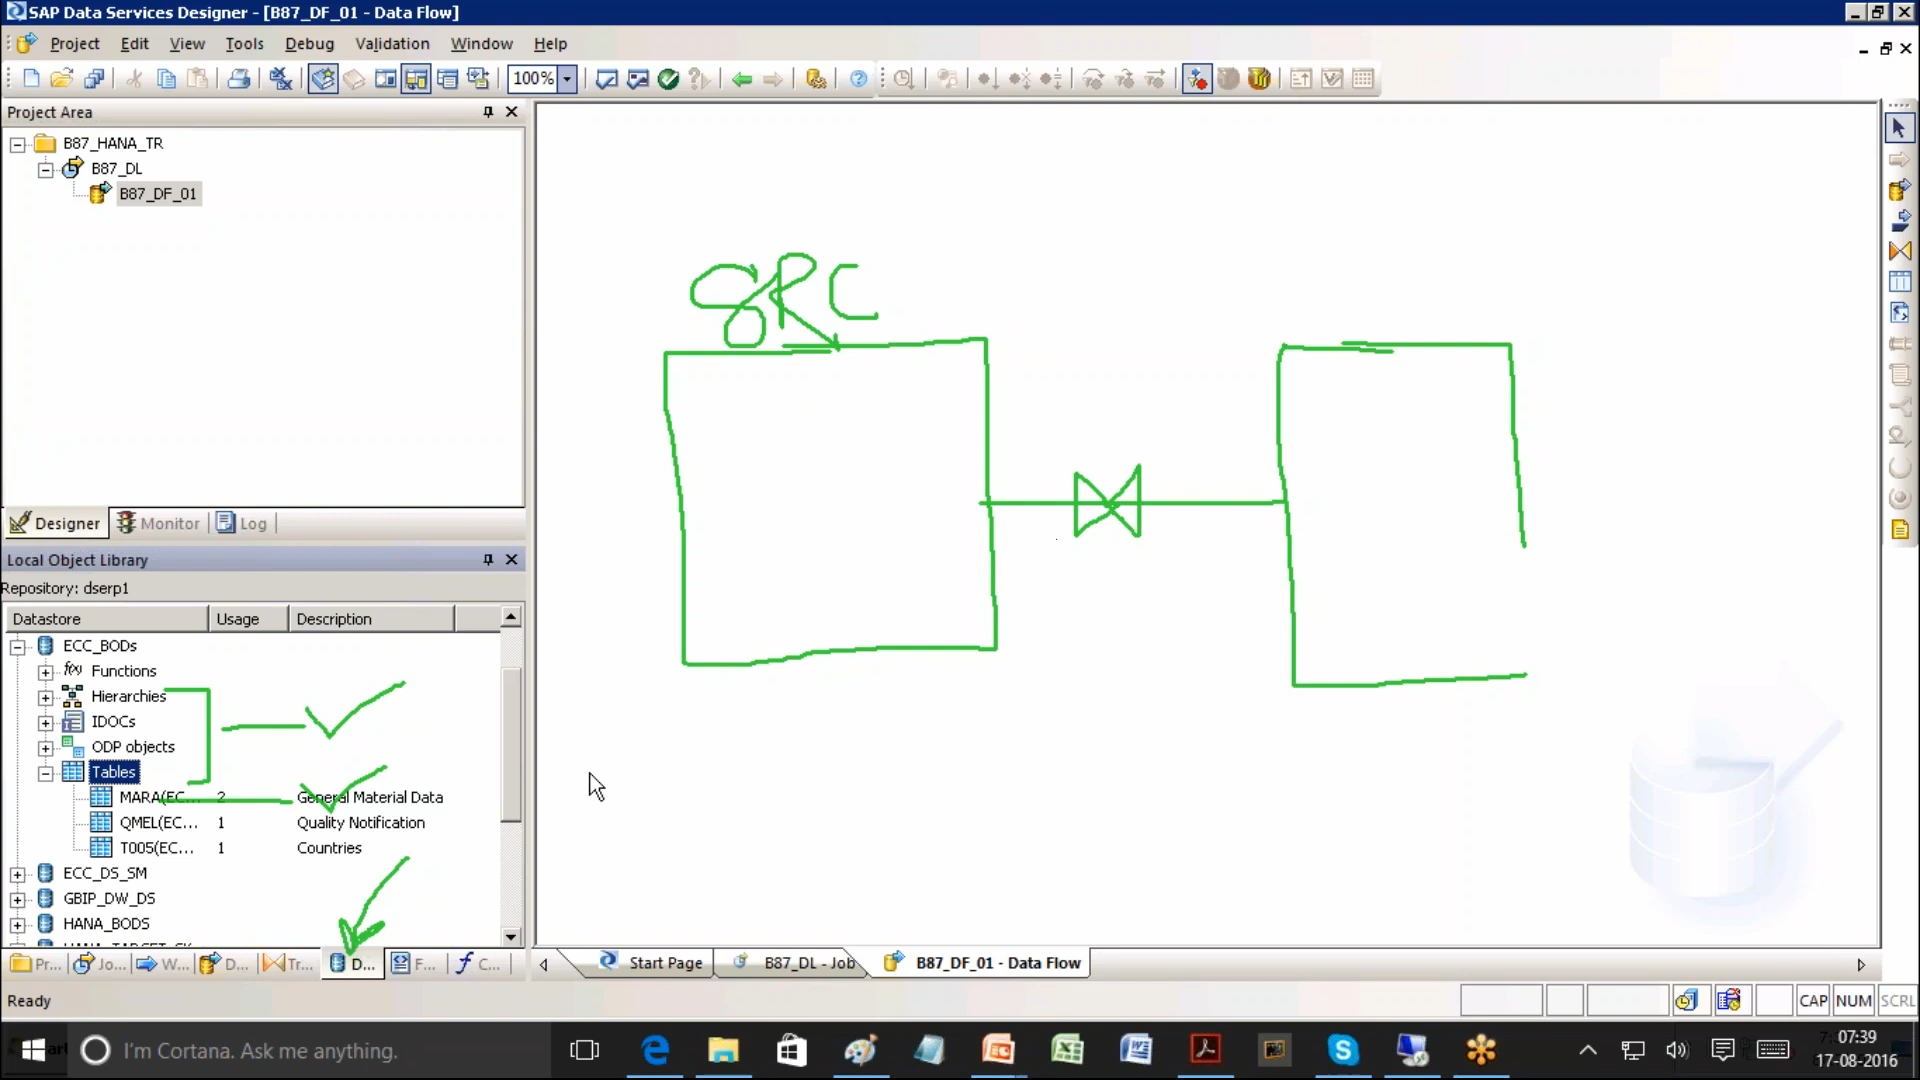 SAP Data Services Designer - [B87_DF_01 - Data Flow]
Project Edit View Tools Debug Validation Window Help
100%
Project Area
B87_HANA_TR
B87_DL
B87_DF_01
SRC
Designer Monitor Log
Local Object Library
Repository: dserp1
Datastore Usage Description
ECC_BODs
Functions
Hierarchies
IDOCs
ODP objects
Tables
MARA(EC... 2 General Material Data
QMEL(EC... 1 Quality Notification
T005(EC... 1 Countries
ECC_DS_SM
GBIP_DW_DS
HANA_BODS
Pr... Jo... W... D... Tr... D... F... C...
Start Page B87_DL - Job B87_DF_01 - Data Flow
Ready CAP NUM SCRL
I'm Cortana. Ask me anything.
07:39
17-08-2016